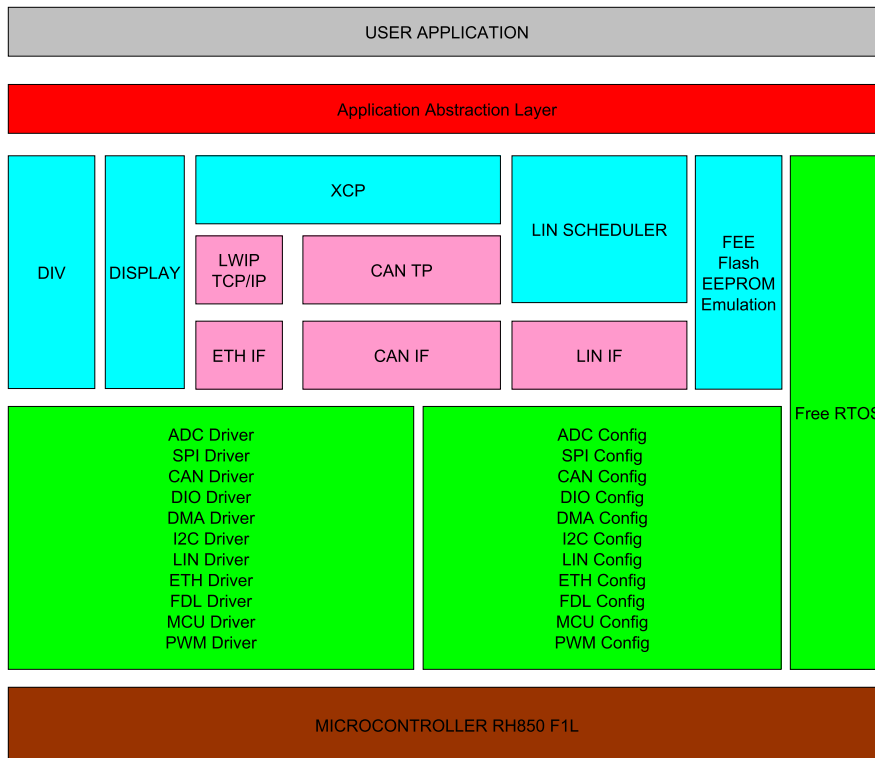 USER APPLICATION
Application Abstraction Layer
DIV
DISPLAY
XCP
LWIP
TCP/IP
CAN TP
ETH IF
CAN IF
LIN SCHEDULER
LIN IF
FEE
Flash
EEPROM
Emulation
Free RTOS
ADC Driver
SPI Driver
CAN Driver
DIO Driver
DMA Driver
I2C Driver
LIN Driver
ETH Driver
FDL Driver
MCU Driver
PWM Driver
ADC Config
SPI Config
CAN Config
DIO Config
DMA Config
I2C Config
LIN Config
ETH Config
FDL Config
MCU Config
PWM Config
MICROCONTROLLER RH850 F1L